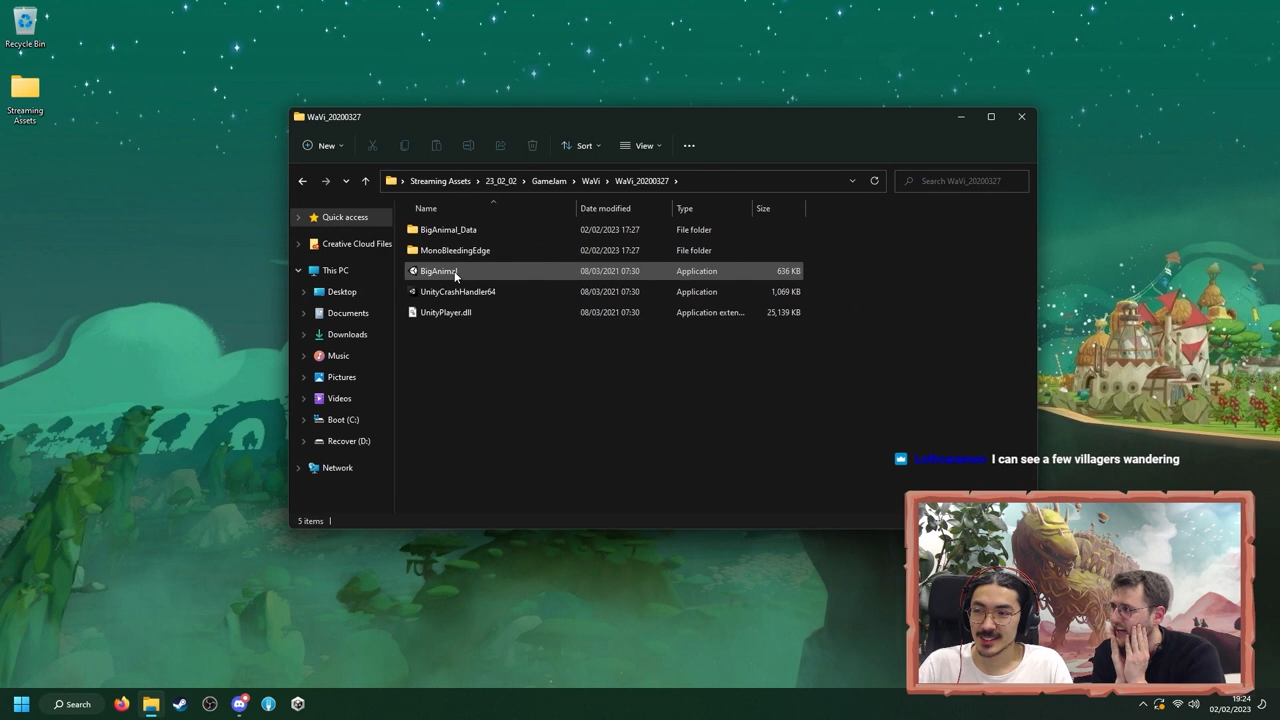 Recycle Bin
Streaming
Assets
WaVi_20200327
New
Sort
View
Streaming Assets
23_02_02
GameJam
WaVi
WaVi_20200327
Search WaVi_20200327
Name
Date modified
Type
Size
Quick access
Creative Cloud Files
This PC
Desktop
Documents
Downloads
Music
Pictures
Videos
Boot (C:)
Recover (D:)
Network
BigAnimal_Data 02/02/2023 17:27 File folder
MonoBleedingEdge 02/02/2023 17:27 File folder
BigAnimal 08/03/2021 07:30 Application 636 KB
UnityCrashHandler64 08/03/2021 07:30 Application 1,069 KB
UnityPlayer.dll 08/03/2021 07:30 Application exten... 25,139 KB
I can see a few villagers wandering
5 items
Search
19:24
02/02/2023